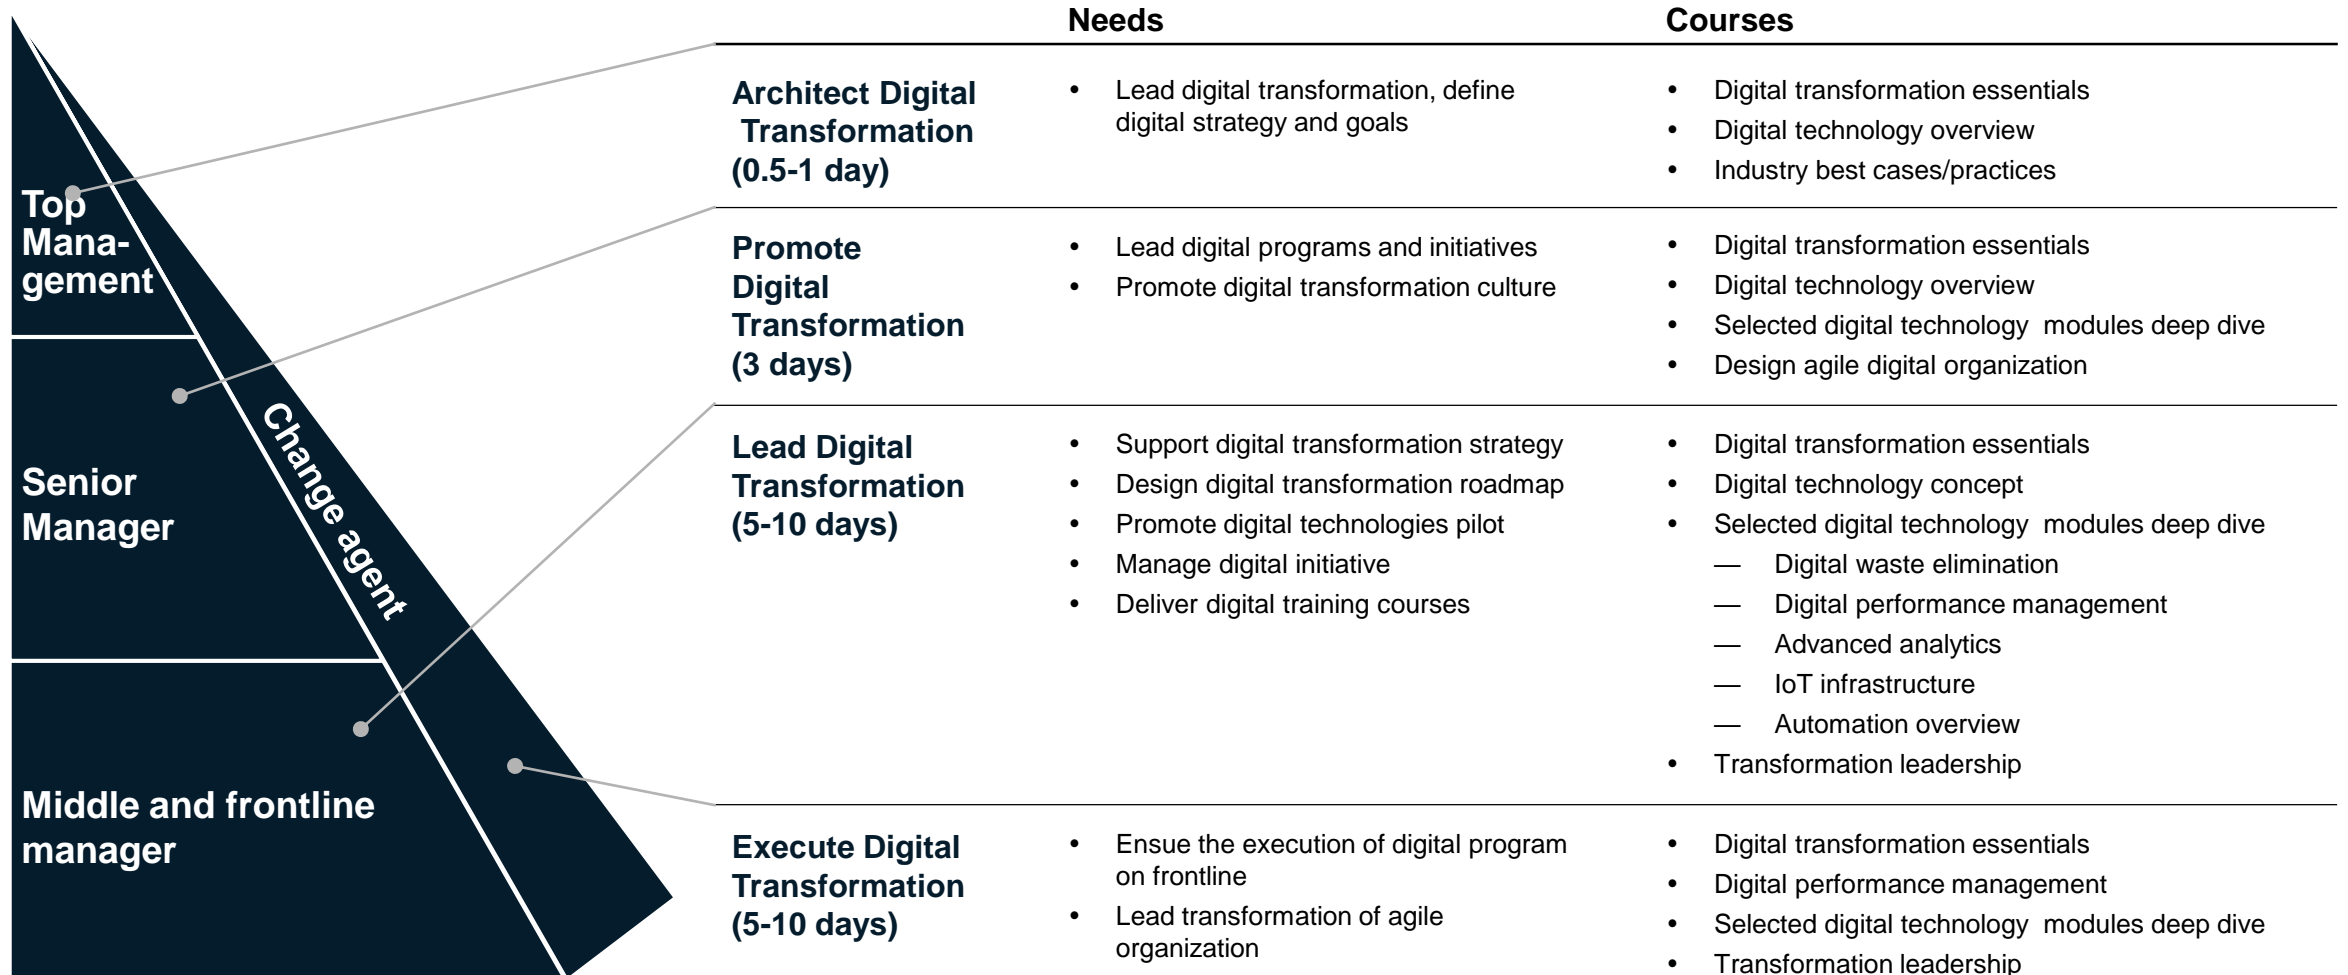 Needs
Courses
Top
Mana-
gement
Senior
Manager
Middle and frontline
manager
Change agent
Architect Digital
Transformation
(0.5-1 day)
• Lead digital transformation, define
digital strategy and goals
• Digital transformation essentials
• Digital technology overview
• Industry best cases/practices
Promote
Digital
Transformation
(3 days)
• Lead digital programs and initiatives
• Promote digital transformation culture
• Digital transformation essentials
• Digital technology overview
• Selected digital technology  modules deep dive
• Design agile digital organization
Lead Digital
Transformation
(5-10 days)
• Support digital transformation strategy
• Design digital transformation roadmap
• Promote digital technologies pilot
• Manage digital initiative
• Deliver digital training courses
• Digital transformation essentials
• Digital technology concept
• Selected digital technology  modules deep dive
— Digital waste elimination
— Digital performance management
— Advanced analytics
— IoT infrastructure
— Automation overview
• Transformation leadership
Execute Digital
Transformation
(5-10 days)
• Ensue the execution of digital program
on frontline
• Lead transformation of agile
organization
• Digital transformation essentials
• Digital performance management
• Selected digital technology  modules deep dive
• Transformation leadership